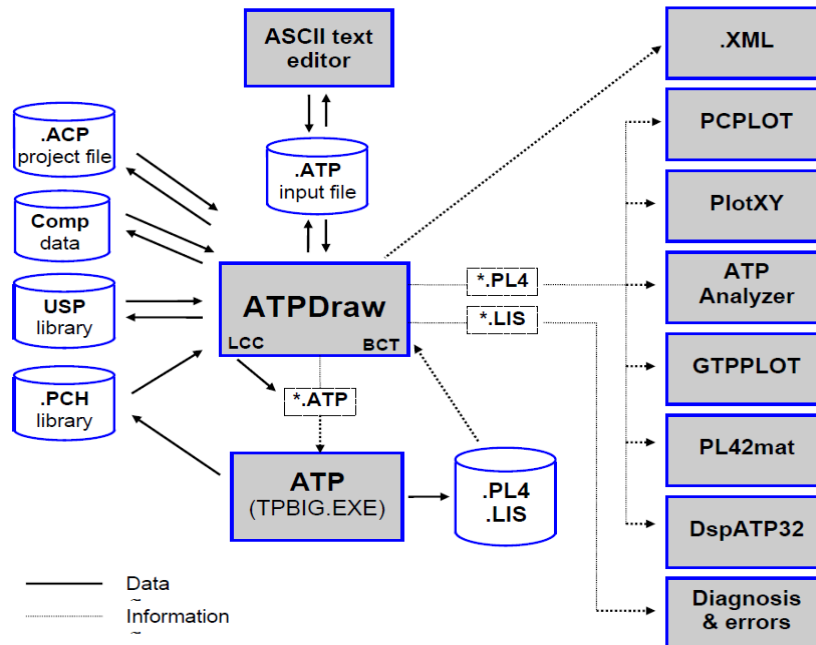 ASCII text
editor
.XML
.ACP
project file
PCPLOT
.ATP
input file
Comp
data
PlotXY
USP
library
ATPDraw
LCC
BCT
*.PL4
*.LIS
ATP
Analyzer
.PCH
library
*.ATP
GTPPLOT
ATP
(TPBIG.EXE)
.PL4
.LIS
PL42mat
DspATP32
Data
~
Information
~
Diagnosis
& errors